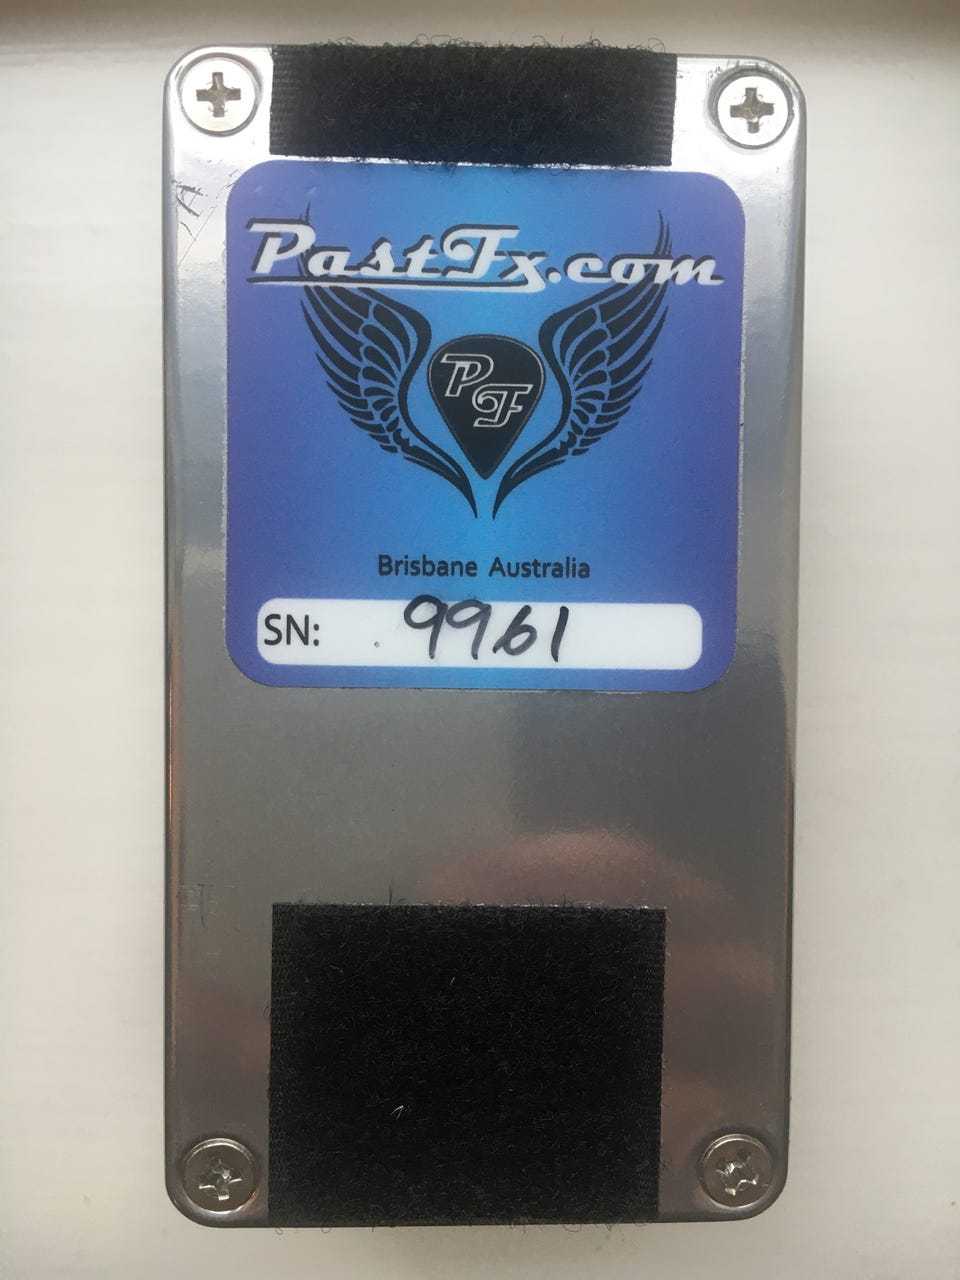 PastFx.com
PF
Brisbane Australia
SN: 9961